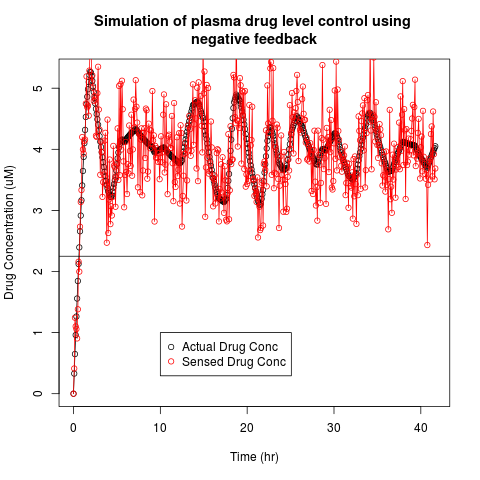 Simulation of plasma drug level control using
negative feedback
Drug Concentration (uM)
5
4
3
2
1
0
Actual Drug Conc
Sensed Drug Conc
0
10
20
30
40
Time (hr)